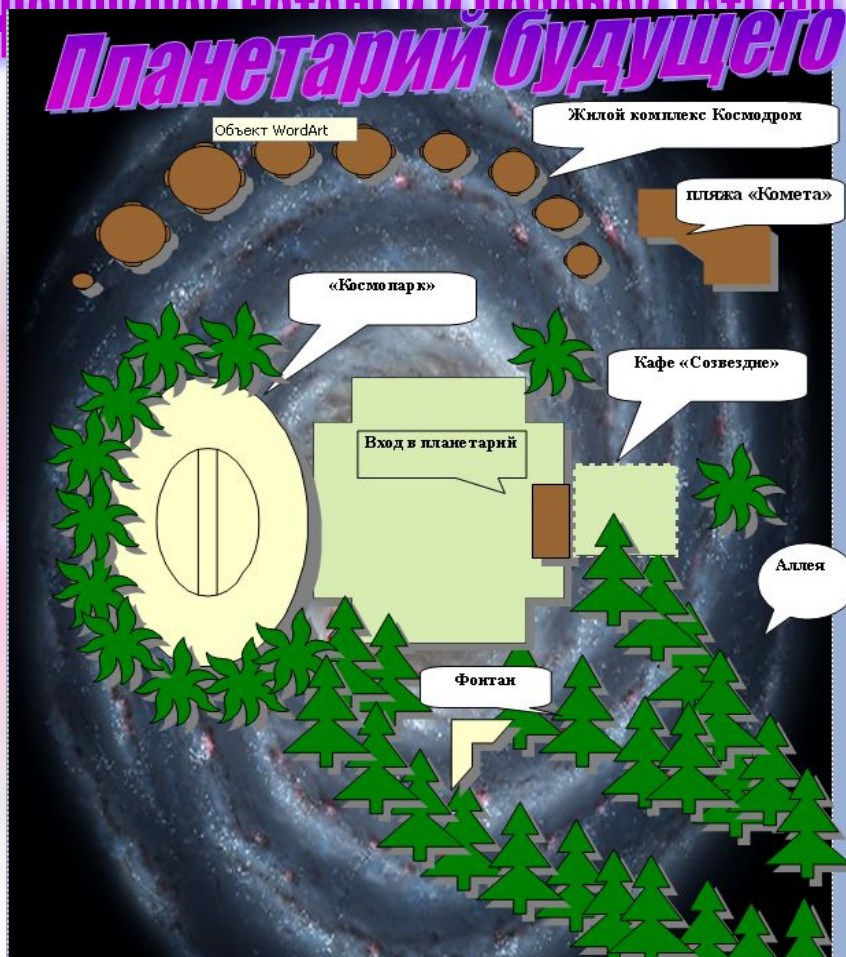 Планетарий будущего
Объект WordArt
Жилой комплекс Космодром
пляжа «Комета»
«Космопарк»
Кафе «Созвездие»
Вход в планетарий
Аллея
Фонтан